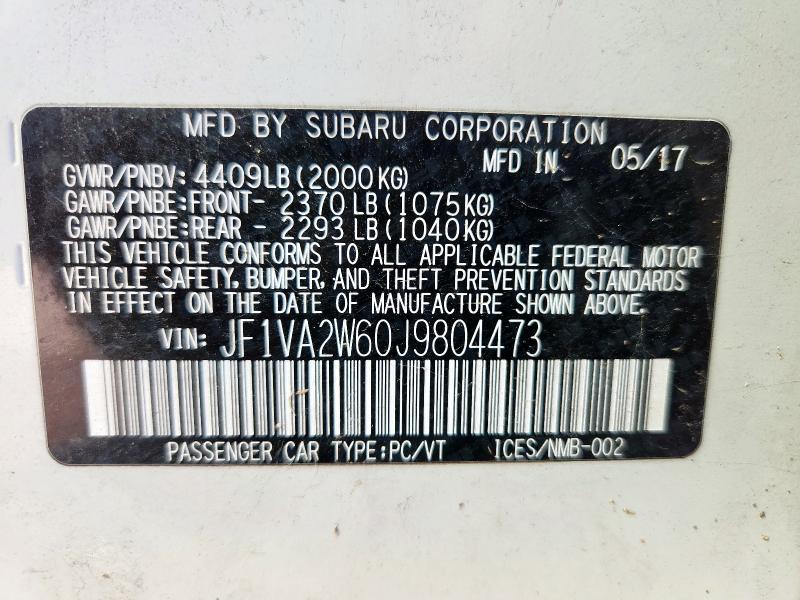 MFD BY SUBARU CORPORATION
MFD IN 05/17
GVWR/PNBV: 4409LB(2000KG)
GAWR/PNBE:FRONT- 2370LB(1075KG)
GAWR/PNBE:REAR - 2293LB(1040KG)
THIS VEHICLE CONFORMS TO ALL APPLICABLE FEDERAL MOTOR
VEHICLE SAFETY, BUMPER, AND THEFT PREVENTION STANDARDS
IN EFFECT ON THE DATE OF MANUFACTURE SHOWN ABOVE.
VIN: JF1VA2W60J9804473
PASSENGER CAR TYPE:PC/VT ICES/NMB-002